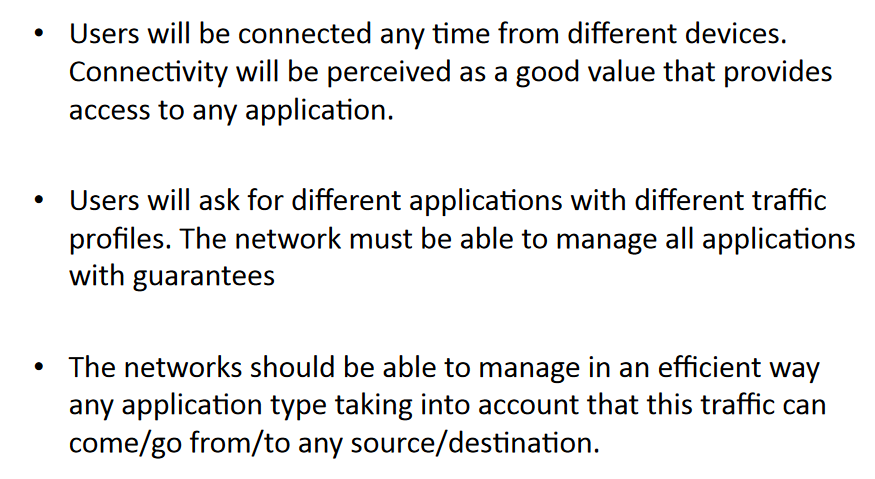 • Users will be connected any time from different devices.
Connectivity will be perceived as a good value that provides
access to any application.
• Users will ask for different applications with different traffic
profiles. The network must be able to manage all applications
with guarantees
• The networks should be able to manage in an efficient way
any application type taking into account that this traffic can
come/go from/to any source/destination.